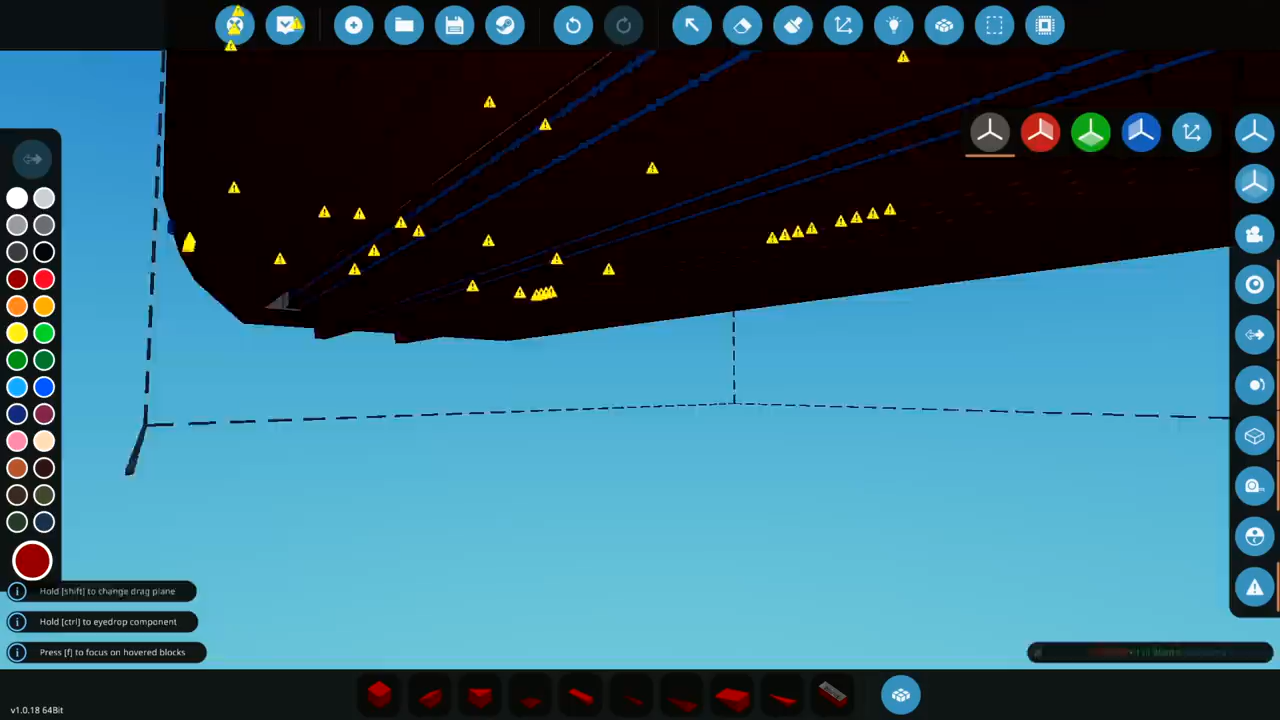 Hold [shift] to change drag plane
Hold [ctrl] to eyedrop component
Press [f] to focus on hovered blocks
v1.0.18 64Bit